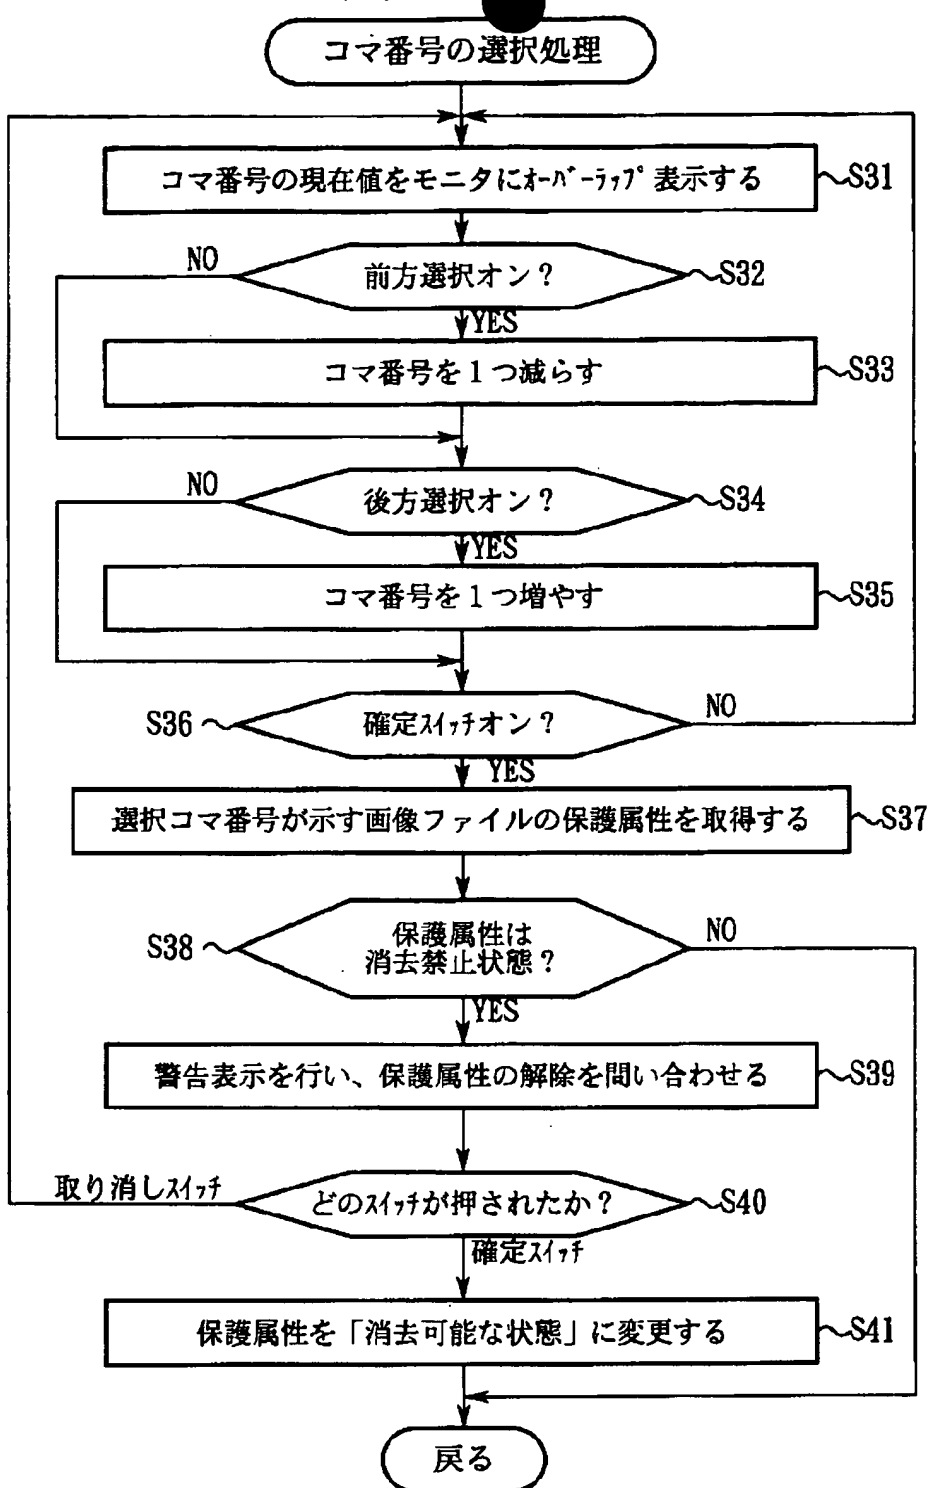 コマ番号の選択処理
コマ番号の現在値をモニタにｵｰﾊﾞｰﾗｯﾌﾟ表示する
S31
NO
前方選択オン？
S32
YES
コマ番号を１つ減らす
S33
NO
後方選択オン？
S34
YES
コマ番号を１つ増やす
S35
S36
確定ｽｲｯﾁオン？
NO
YES
選択コマ番号が示す画像ファイルの保護属性を取得する
S37
S38
保護属性は
消去禁止状態？
NO
YES
警告表示を行い、保護属性の解除を問い合わせる
S39
取り消しｽｲｯﾁ
どのｽｲｯﾁが押されたか？
S40
確定ｽｲｯﾁ
保護属性を「消去可能な状態」に変更する
S41
戻る